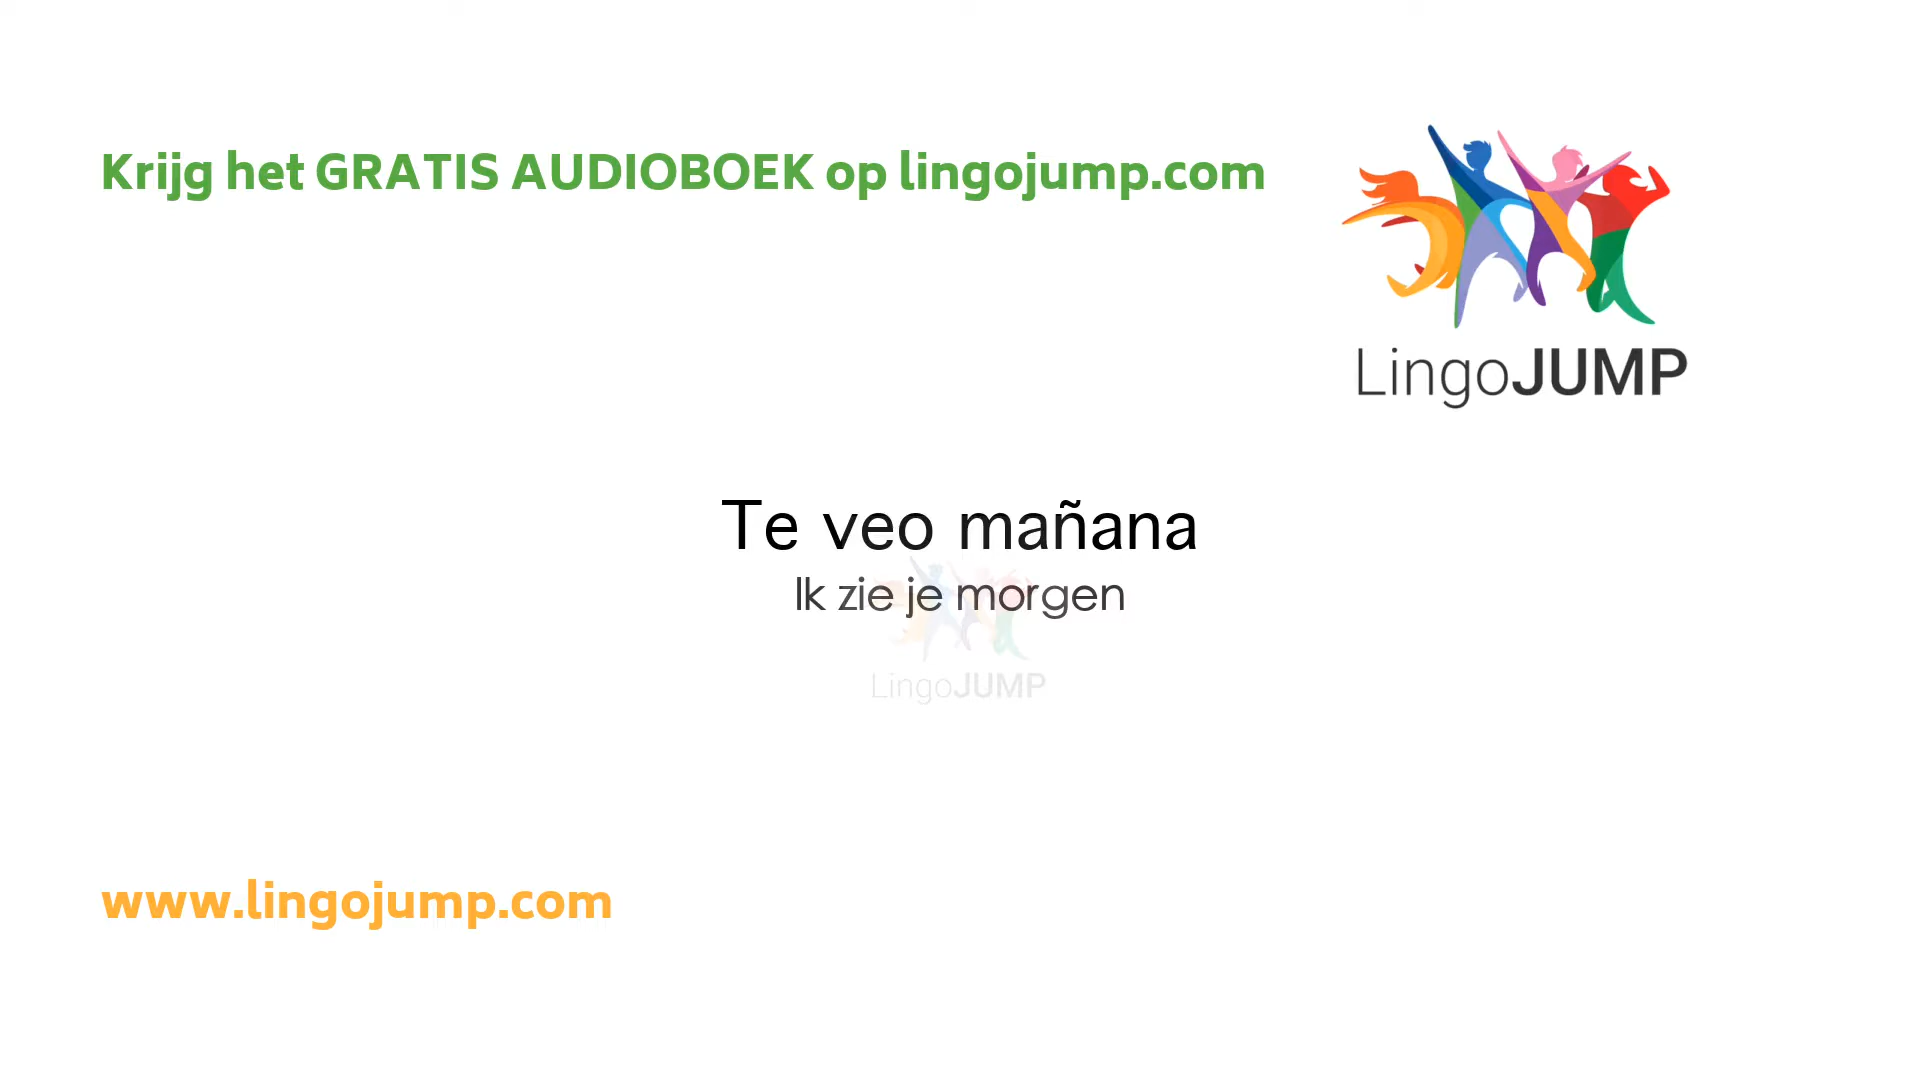 Krijg het GRATIS AUDIOBOEK op lingojump.com
LingoJUMP
Te veo mañana
Ik zie je morgen
LingoJUMP
www.lingojump.com